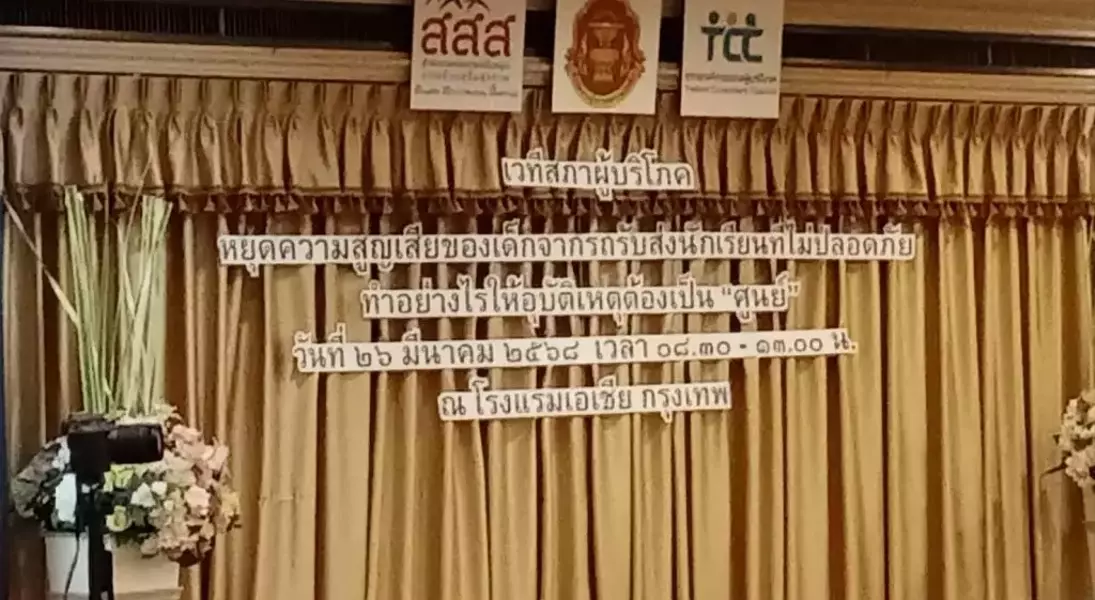 สสส
TCC
เวทีสภาผู้บริโภค
หยุดความสูญเสียของเด็กจากรถรับส่งนักเรียนที่ไม่ปลอดภัย
ทำอย่างไรให้อุบัติเหตุต้องเป็น “ศูนย์”
วันที่ ๒๖ มีนาคม ๒๕๖๘ เวลา ๐๘.๓๐ - ๑๓.๐๐ น.
ณ โรงแรมเอเชีย กรุงเทพ